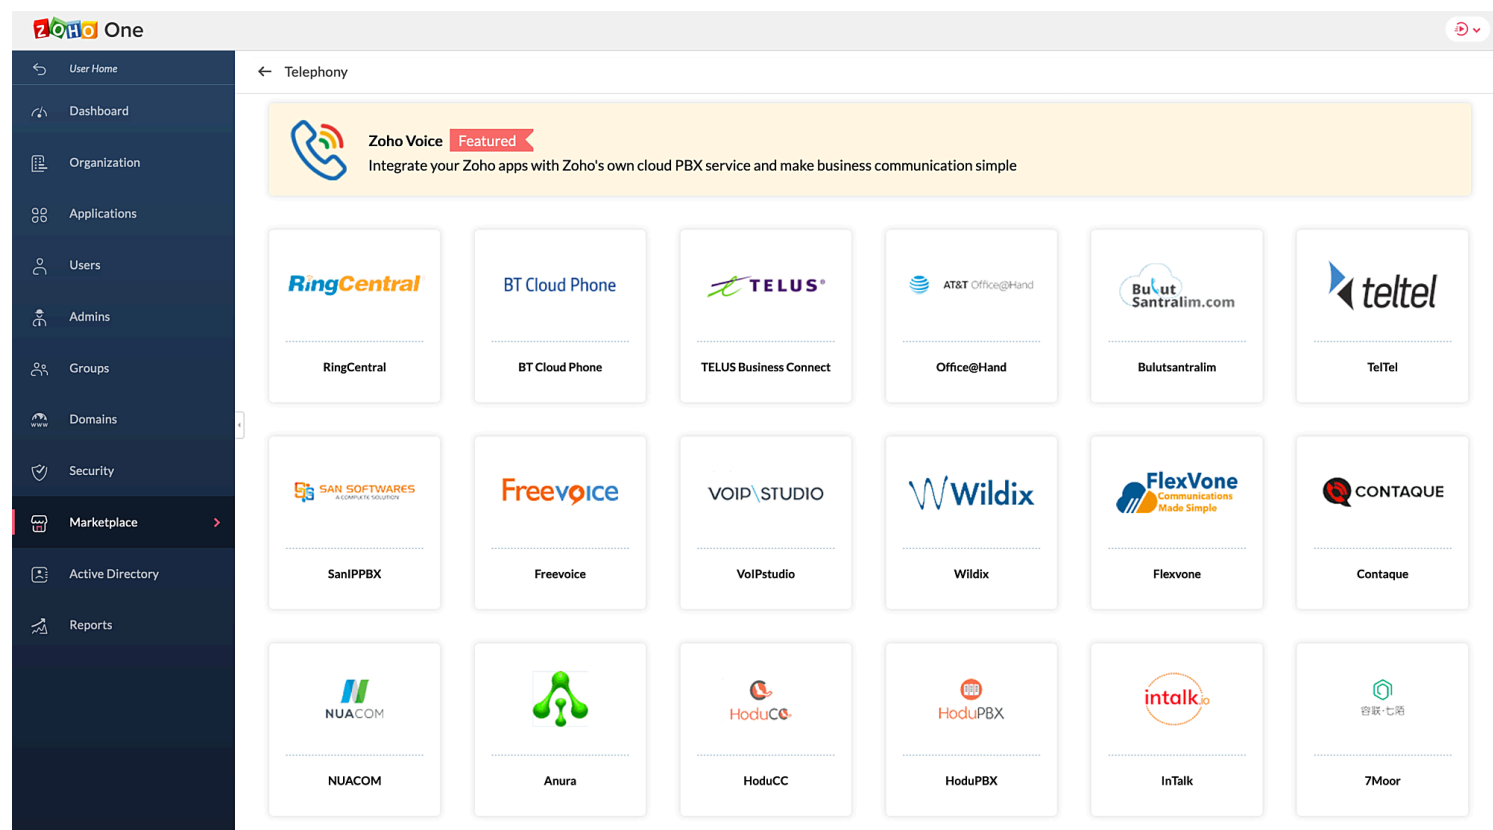 ZOHO One
User Home
Dashboard
Organization
Applications
Users
Admins
Groups
Domains
Security
Marketplace
Active Directory
Reports
Telephony
Zoho Voice Featured
Integrate your Zoho apps with Zoho's own cloud PBX service and make business communication simple
RingCentral
BT Cloud Phone
TELUS®
AT&T Office@Hand
Bulut
Santralim.com
teltel
RingCentral
BT Cloud Phone
TELUS Business Connect
Office@Hand
Bulutsantralim
TelTel
SAN SOFTWARES
A COMPLETE SOLUTION
Freevoice
VOIP\STUDIO
Wildix
FlexVone
Communications
Made Simple
CONTAQUE
SanIPPBX
Freevoice
VoIPstudio
Wildix
Flexvone
Contaque
NUACOM
HoduCC
HoduPBX
intalk.io
容联·七陌
NUACOM
Anura
HoduCC
HoduPBX
InTalk
7Moor